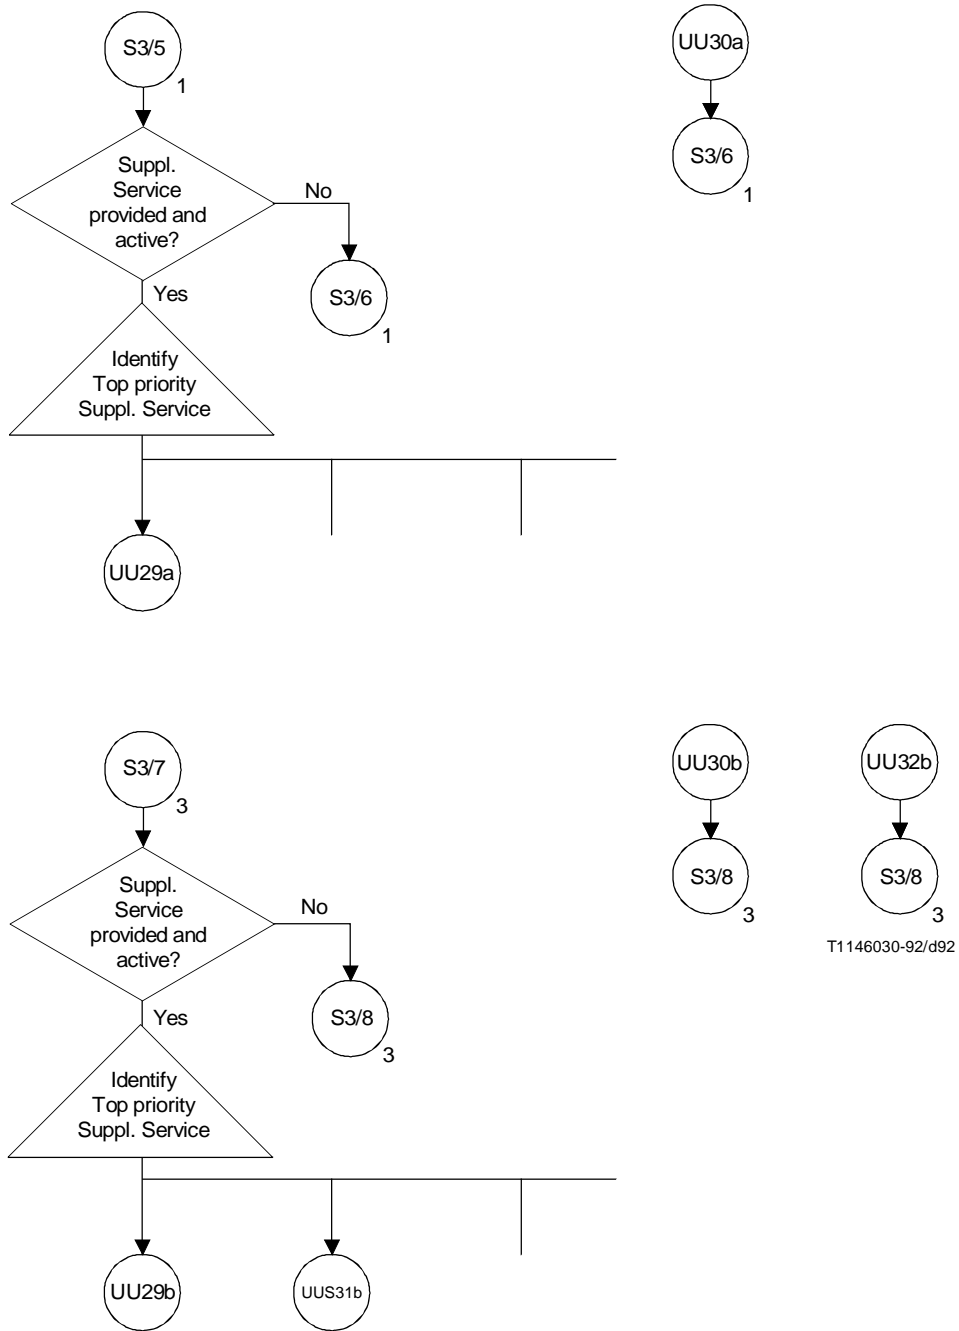 S3/5
1
Suppl.
Service
provided and
active?
No
S3/6
1
Yes
Identify
Top priority
Suppl. Service
UU29a
UU30a
S3/6
1
S3/7
3
Suppl.
Service
provided and
active?
No
S3/8
3
Yes
Identify
Top priority
Suppl. Service
UU29b
UUS31b
UU30b
S3/8
3
UU32b
S3/8
3
T1146030-92/d92